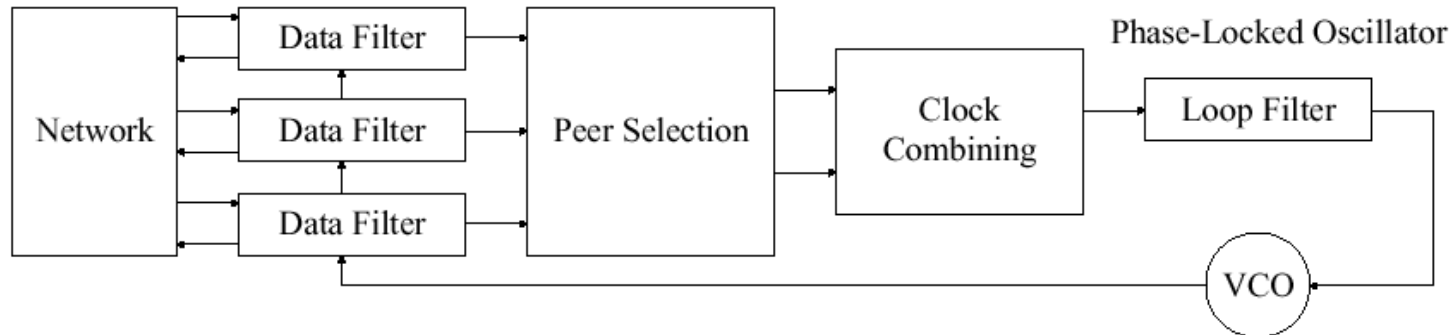 Network
Data Filter
Data Filter
Data Filter
Peer Selection
Clock
Combining
Phase-Locked Oscillator
Loop Filter
VCO